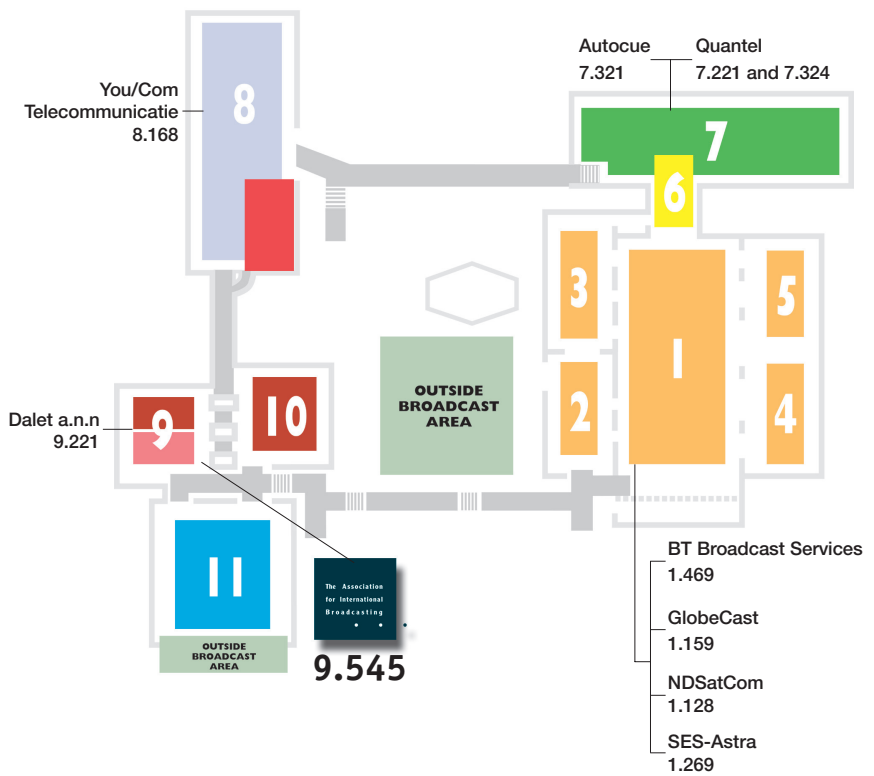 Autocue
7.321
Quantel
7.221 and 7.324
You/Com
Telecommunicatie
8.168
8
7
6
3
5
1
2
4
OUTSIDE
BROADCAST
AREA
Dalet a.n.n
9.221
9
10
11
The Association
for International
Broadcasting
9.545
OUTSIDE
BROADCAST
AREA
BT Broadcast Services
1.469
GlobeCast
1.159
NDSatCom
1.128
SES-Astra
1.269